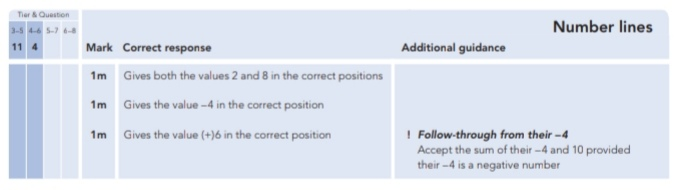 Tier & Question
3–5 4–6 5–7 6–8
Number lines
11 4
Mark Correct response Additional guidance
1m Gives both the values 2 and 8 in the correct positions
1m Gives the value –4 in the correct position
1m Gives the value (+)6 in the correct position
! Follow-through from their –4
Accept the sum of their –4 and 10 provided
their –4 is a negative number